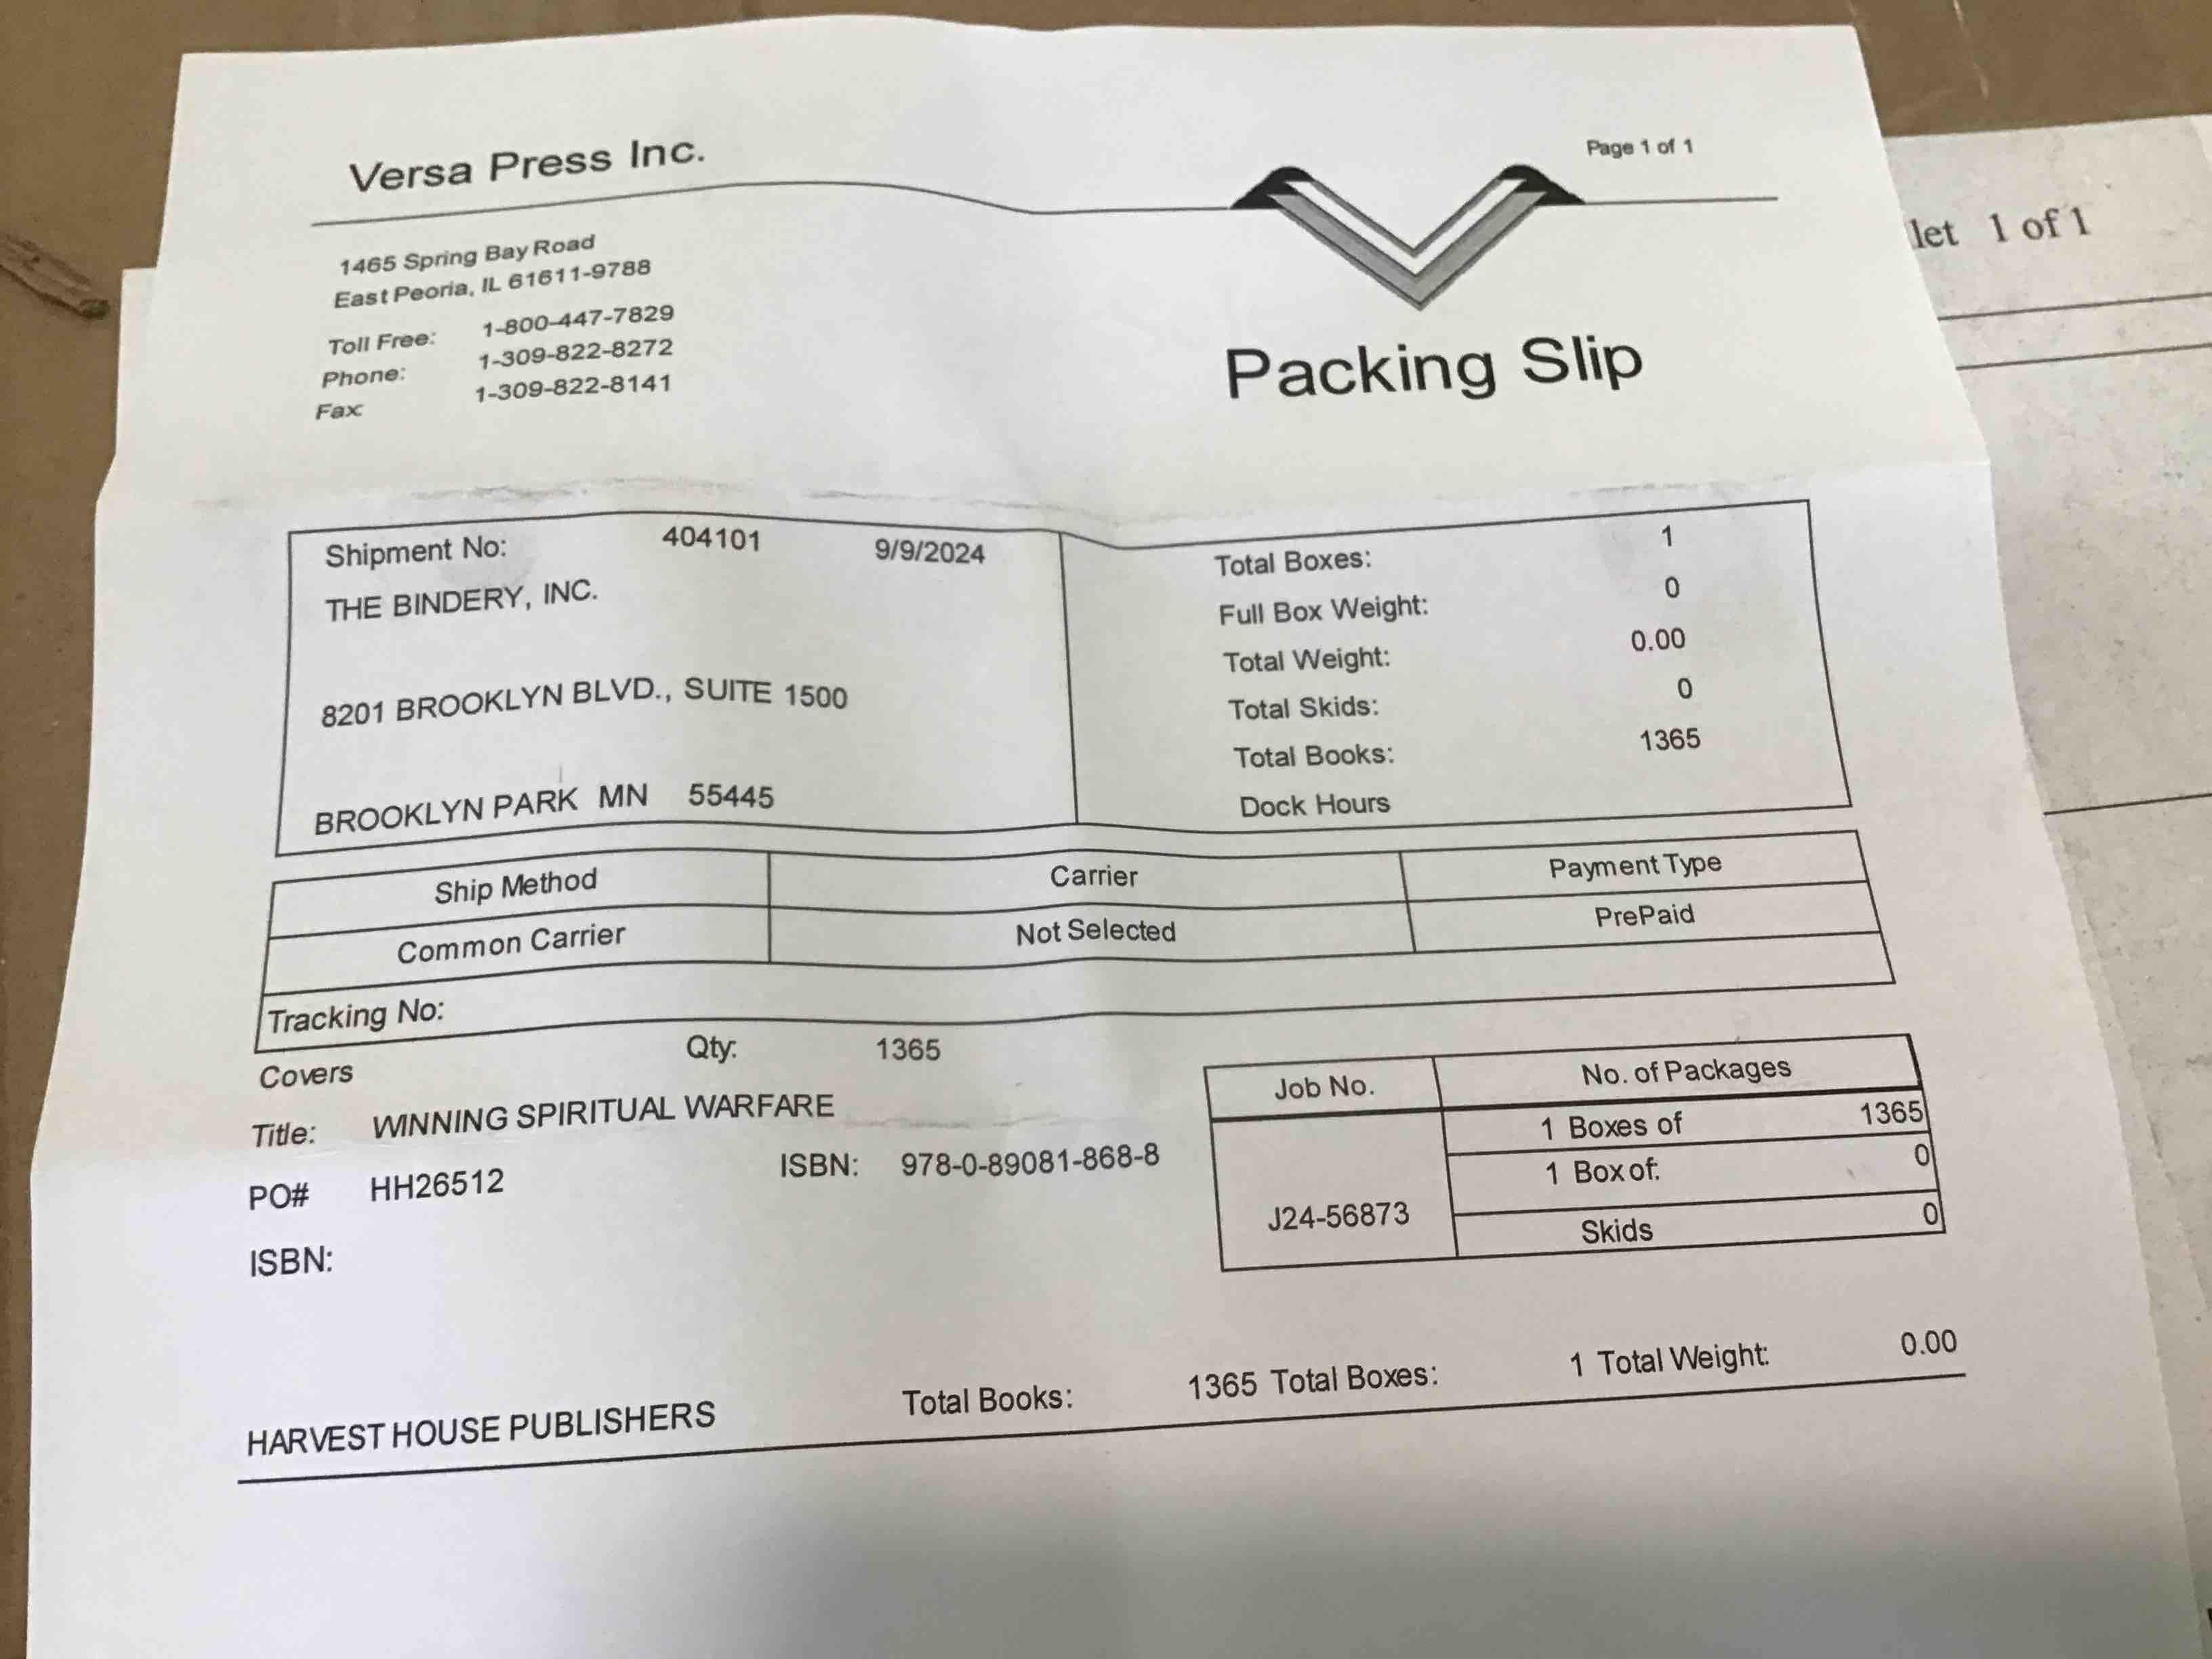 Versa Press Inc.
Page 1 of 1
1465 Spring Bay Road
East Peoria, IL 61611-9788
Toll Free: 1-800-447-7829
Phone: 1-309-822-8272
Fax: 1-309-822-8141
Packing Slip
let 1 of 1
Shipment No: 404101 9/9/2024
THE BINDERY, INC.
8201 BROOKLYN BLVD., SUITE 1500
BROOKLYN PARK MN 55445
Total Boxes: 1
Full Box Weight: 0
Total Weight: 0.00
Total Skids: 0
Total Books: 1365
Dock Hours
Ship Method Carrier Payment Type
Common Carrier Not Selected PrePaid
Tracking No:
Covers Qty: 1365
Title: WINNING SPIRITUAL WARFARE
PO# HH26512 ISBN: 978-0-89081-868-8
ISBN:
Job No. No. of Packages
1 Boxes of 1365
1 Box of: 0
J24-56873
Skids 0
HARVEST HOUSE PUBLISHERS Total Books: 1365 Total Boxes: 1 Total Weight: 0.00